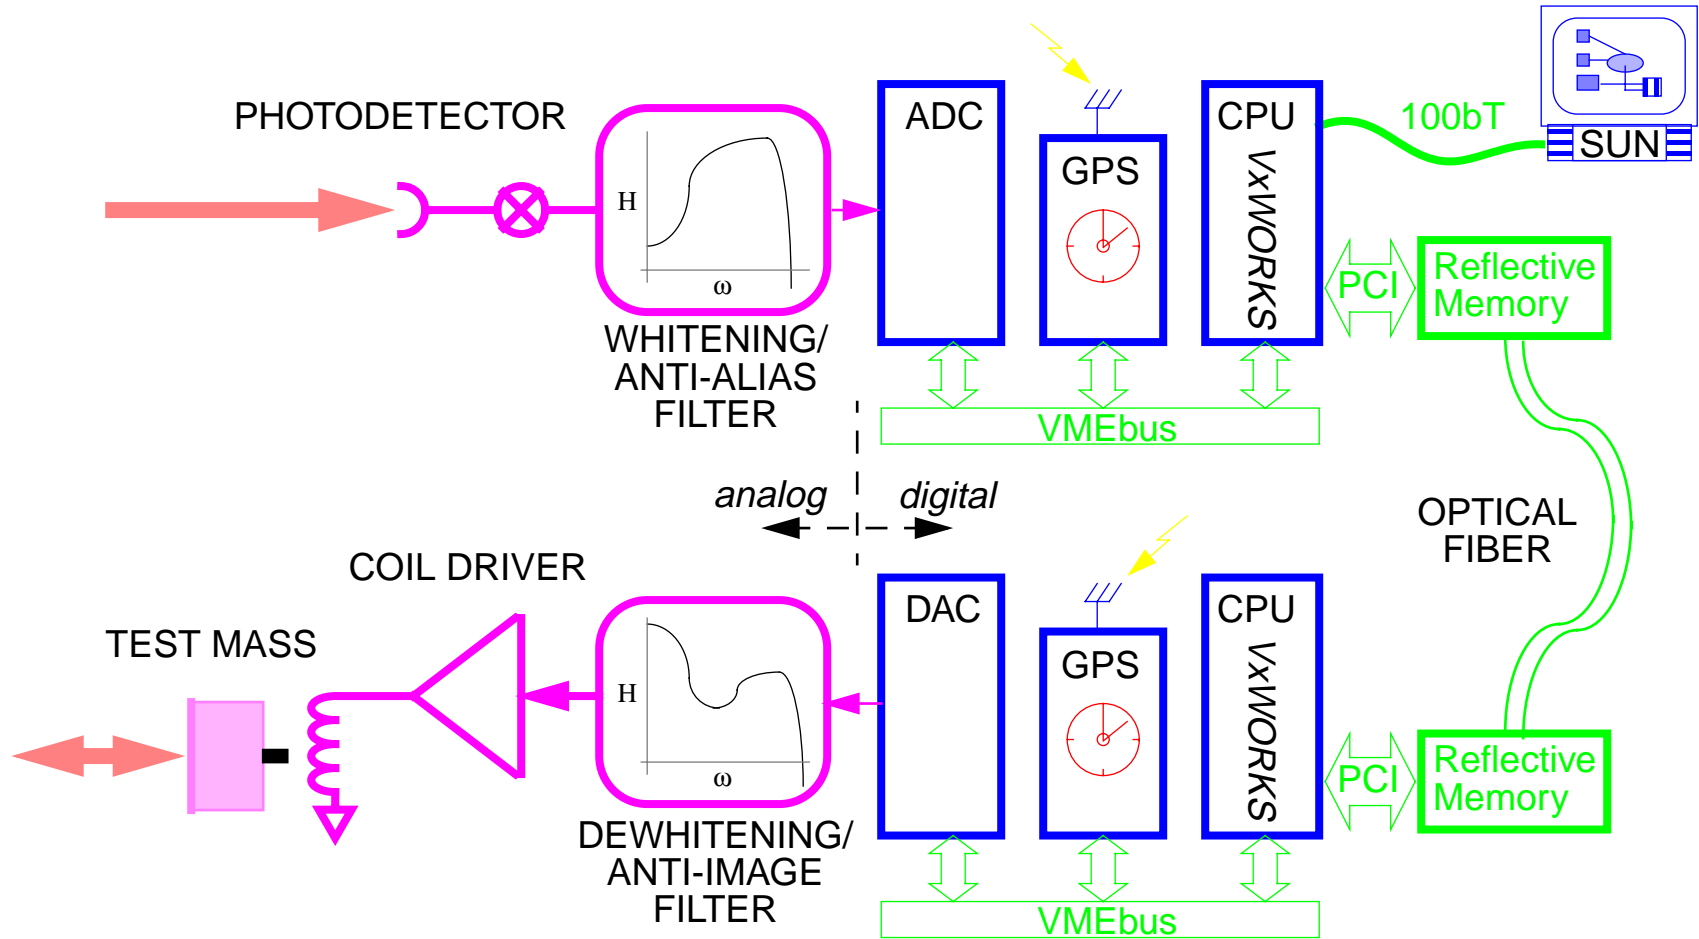 PHOTODETECTOR
H
ω
WHITENING/
ANTI-ALIAS
FILTER
ADC
GPS
CPU
VxWORKS
100bT
SUN
PCI
Reflective
Memory
VMEbus
analog
digital
OPTICAL
FIBER
COIL DRIVER
TEST MASS
H
ω
DEWHITENING/
ANTI-IMAGE
FILTER
DAC
GPS
CPU
VxWORKS
PCI
Reflective
Memory
VMEbus